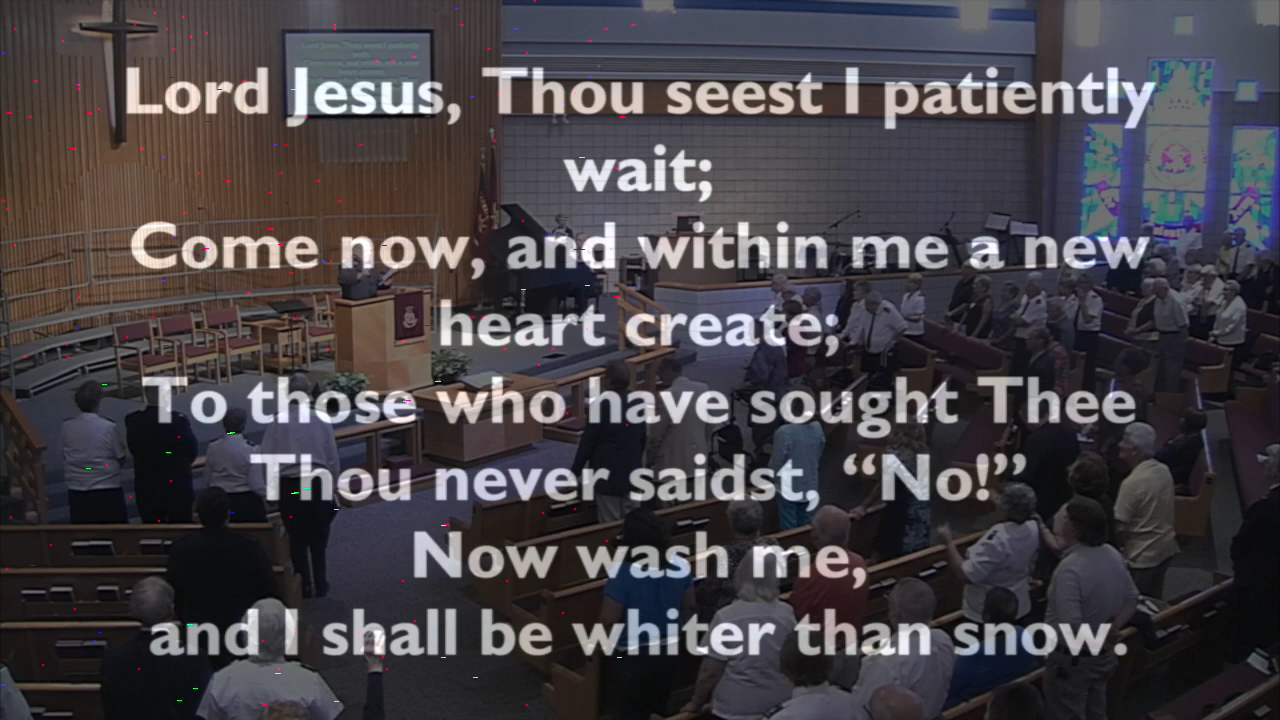 Lord Jesus, Thou seest I patiently
wait;
Come now, and within me a new
heart create;
To those who have sought Thee
Thou never saidst, “No!”
Now wash me,
and I shall be whiter than snow.